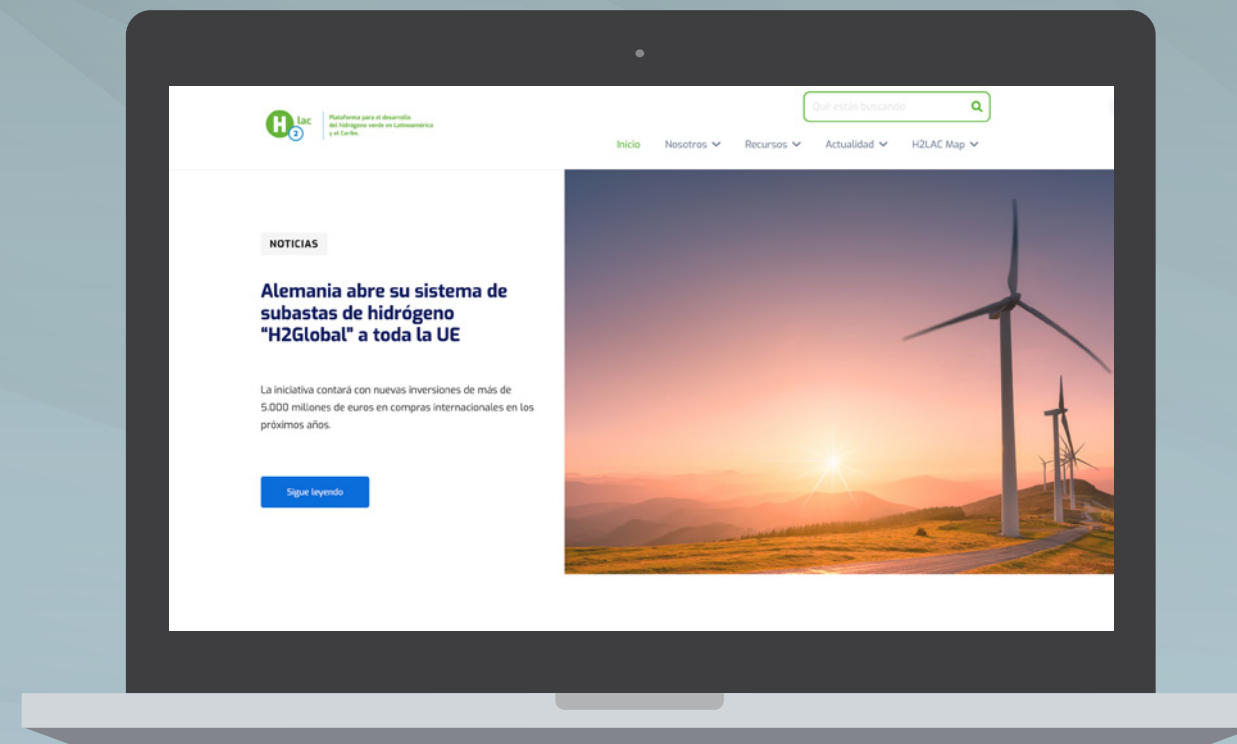 H2 lac
Plataforma para el desarrollo
del hidrógeno verde en Latinoamérica
y el Caribe.
Qué estás buscando
Inicio Nosotros Recursos Actualidad H2LAC Map
NOTICIAS
Alemania abre su sistema de
subastas de hidrógeno
"H2Global" a toda la UE
La iniciativa contará con nuevas inversiones de más de
5.000 millones de euros en compras internacionales en los
próximos años.
Sigue leyendo